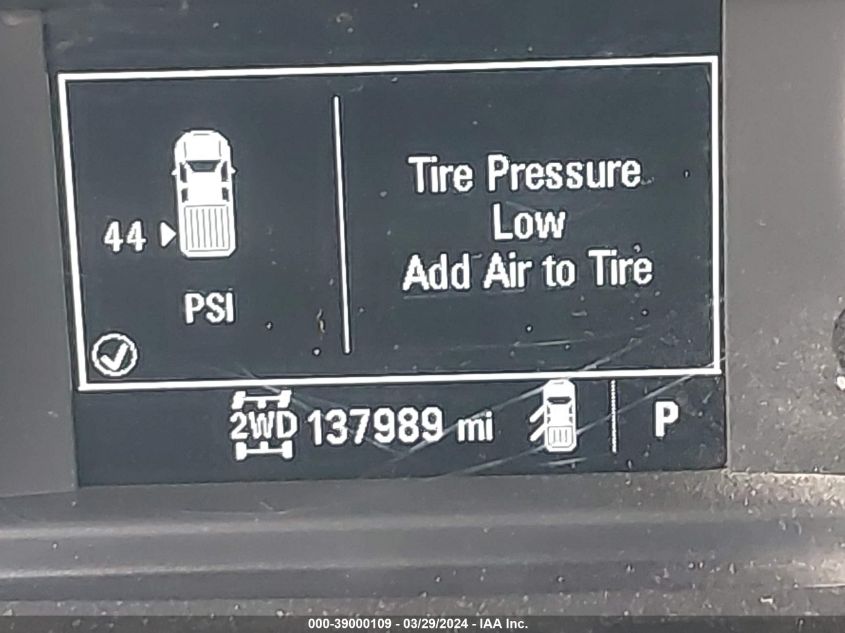 Tire Pressure
Low
Add Air to Tire
44
PSI
2WD 137989 mi P
000-39000109 - 03/29/2024 - IAA Inc.